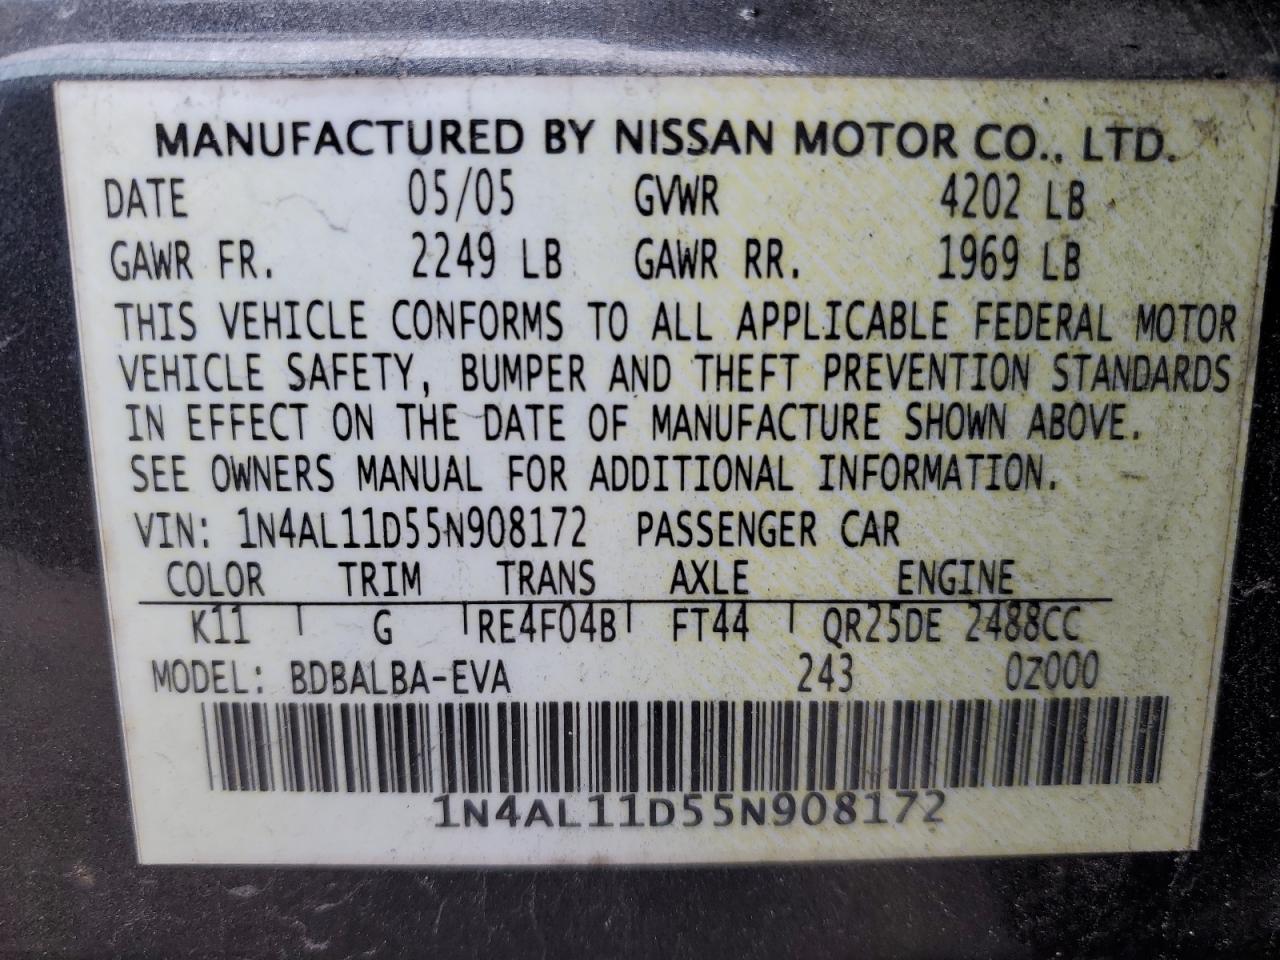 MANUFACTURED BY NISSAN MOTOR CO., LTD.
DATE 05/05 GVWR 4202 LB
GAWR FR. 2249 LB GAWR RR. 1969 LB
THIS VEHICLE CONFORMS TO ALL APPLICABLE FEDERAL MOTOR
VEHICLE SAFETY, BUMPER AND THEFT PREVENTION STANDARDS
IN EFFECT ON THE DATE OF MANUFACTURE SHOWN ABOVE.
SEE OWNERS MANUAL FOR ADDITIONAL INFORMATION.
VIN: 1N4AL11D55N908172 PASSENGER CAR
COLOR TRIM TRANS AXLE ENGINE
K11 G RE4F04B FT44 QR25DE 2488CC
MODEL: BDBALBA-EVA 243 0Z000
1N4AL11D55N908172